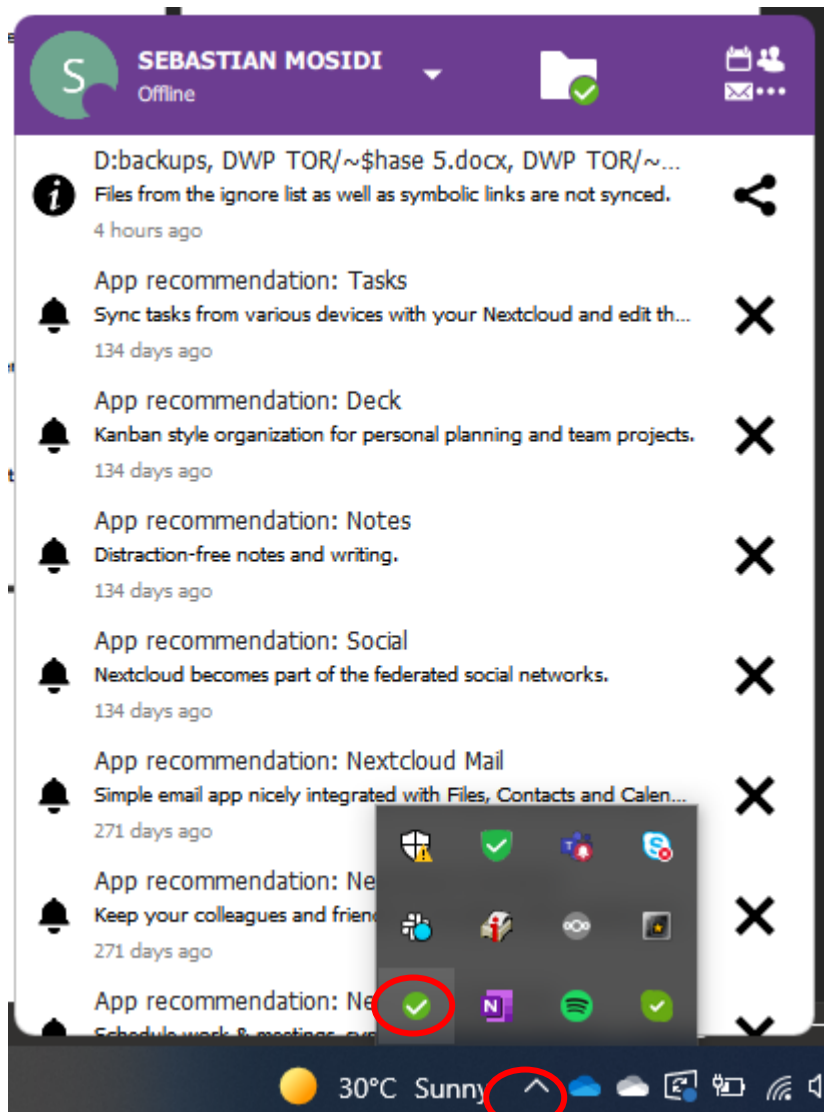 S
SEBASTIAN MOSIDI
Offline
D:backups, DWP TOR/~$hase 5.docx, DWP TOR/~...
Files from the ignore list as well as symbolic links are not synced.
4 hours ago
App recommendation: Tasks
Sync tasks from various devices with your Nextcloud and edit th...
134 days ago
App recommendation: Deck
Kanban style organization for personal planning and team projects.
134 days ago
App recommendation: Notes
Distraction-free notes and writing.
134 days ago
App recommendation: Social
Nextcloud becomes part of the federated social networks.
134 days ago
App recommendation: Nextcloud Mail
Simple email app nicely integrated with Files, Contacts and Calen...
271 days ago
App recommendation: Ne
Keep your colleagues and frien
271 days ago
App recommendation: Ne
Schedule work & meetings, syn
N
30°C Sunny